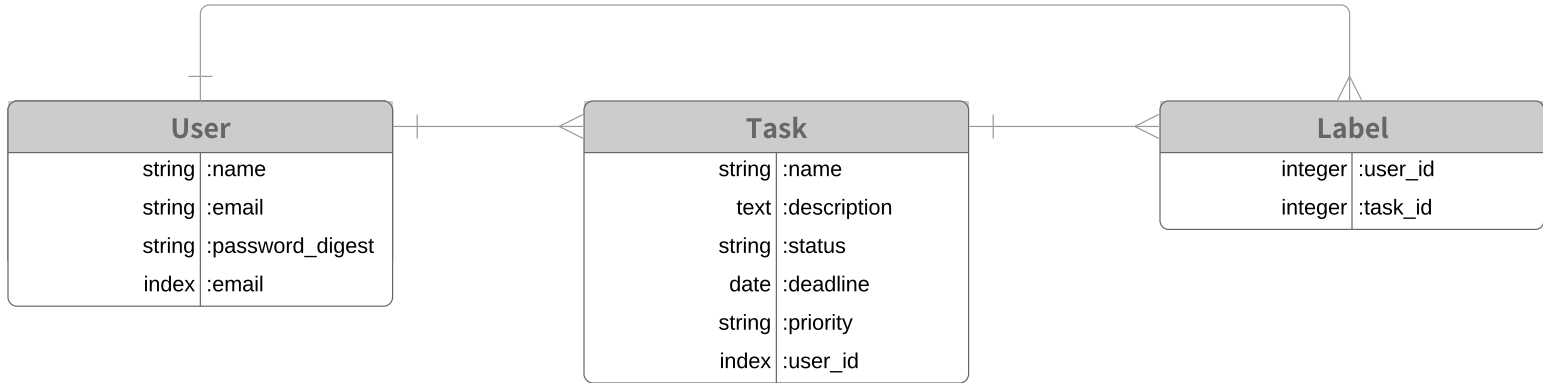 User
string :name
string :email
string :password_digest
index :email
Task
string :name
text :description
string :status
date :deadline
string :priority
index :user_id
Label
integer :user_id
integer :task_id